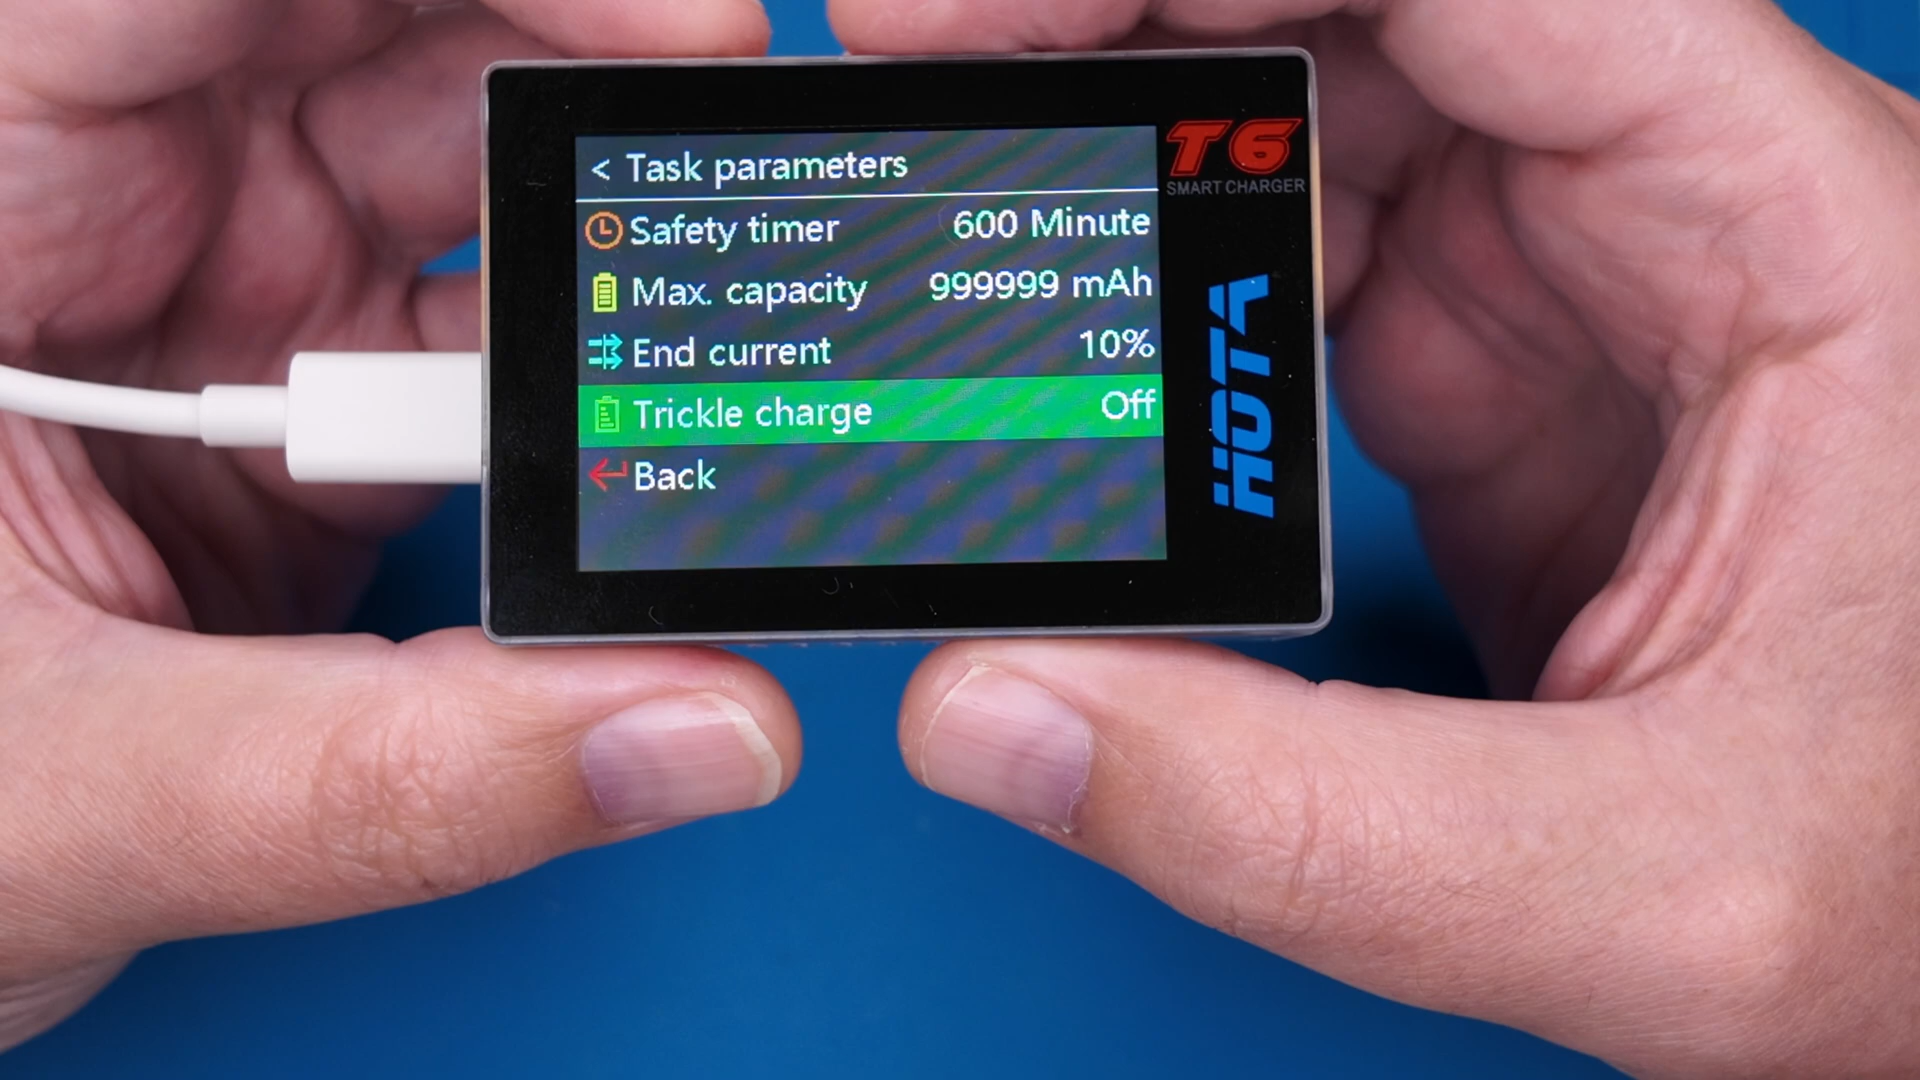 < Task parameters
Safety timer 600 Minute
Max. capacity 999999 mAh
End current 10%
Trickle charge Off
Back
T6
SMART CHARGER
HOTA